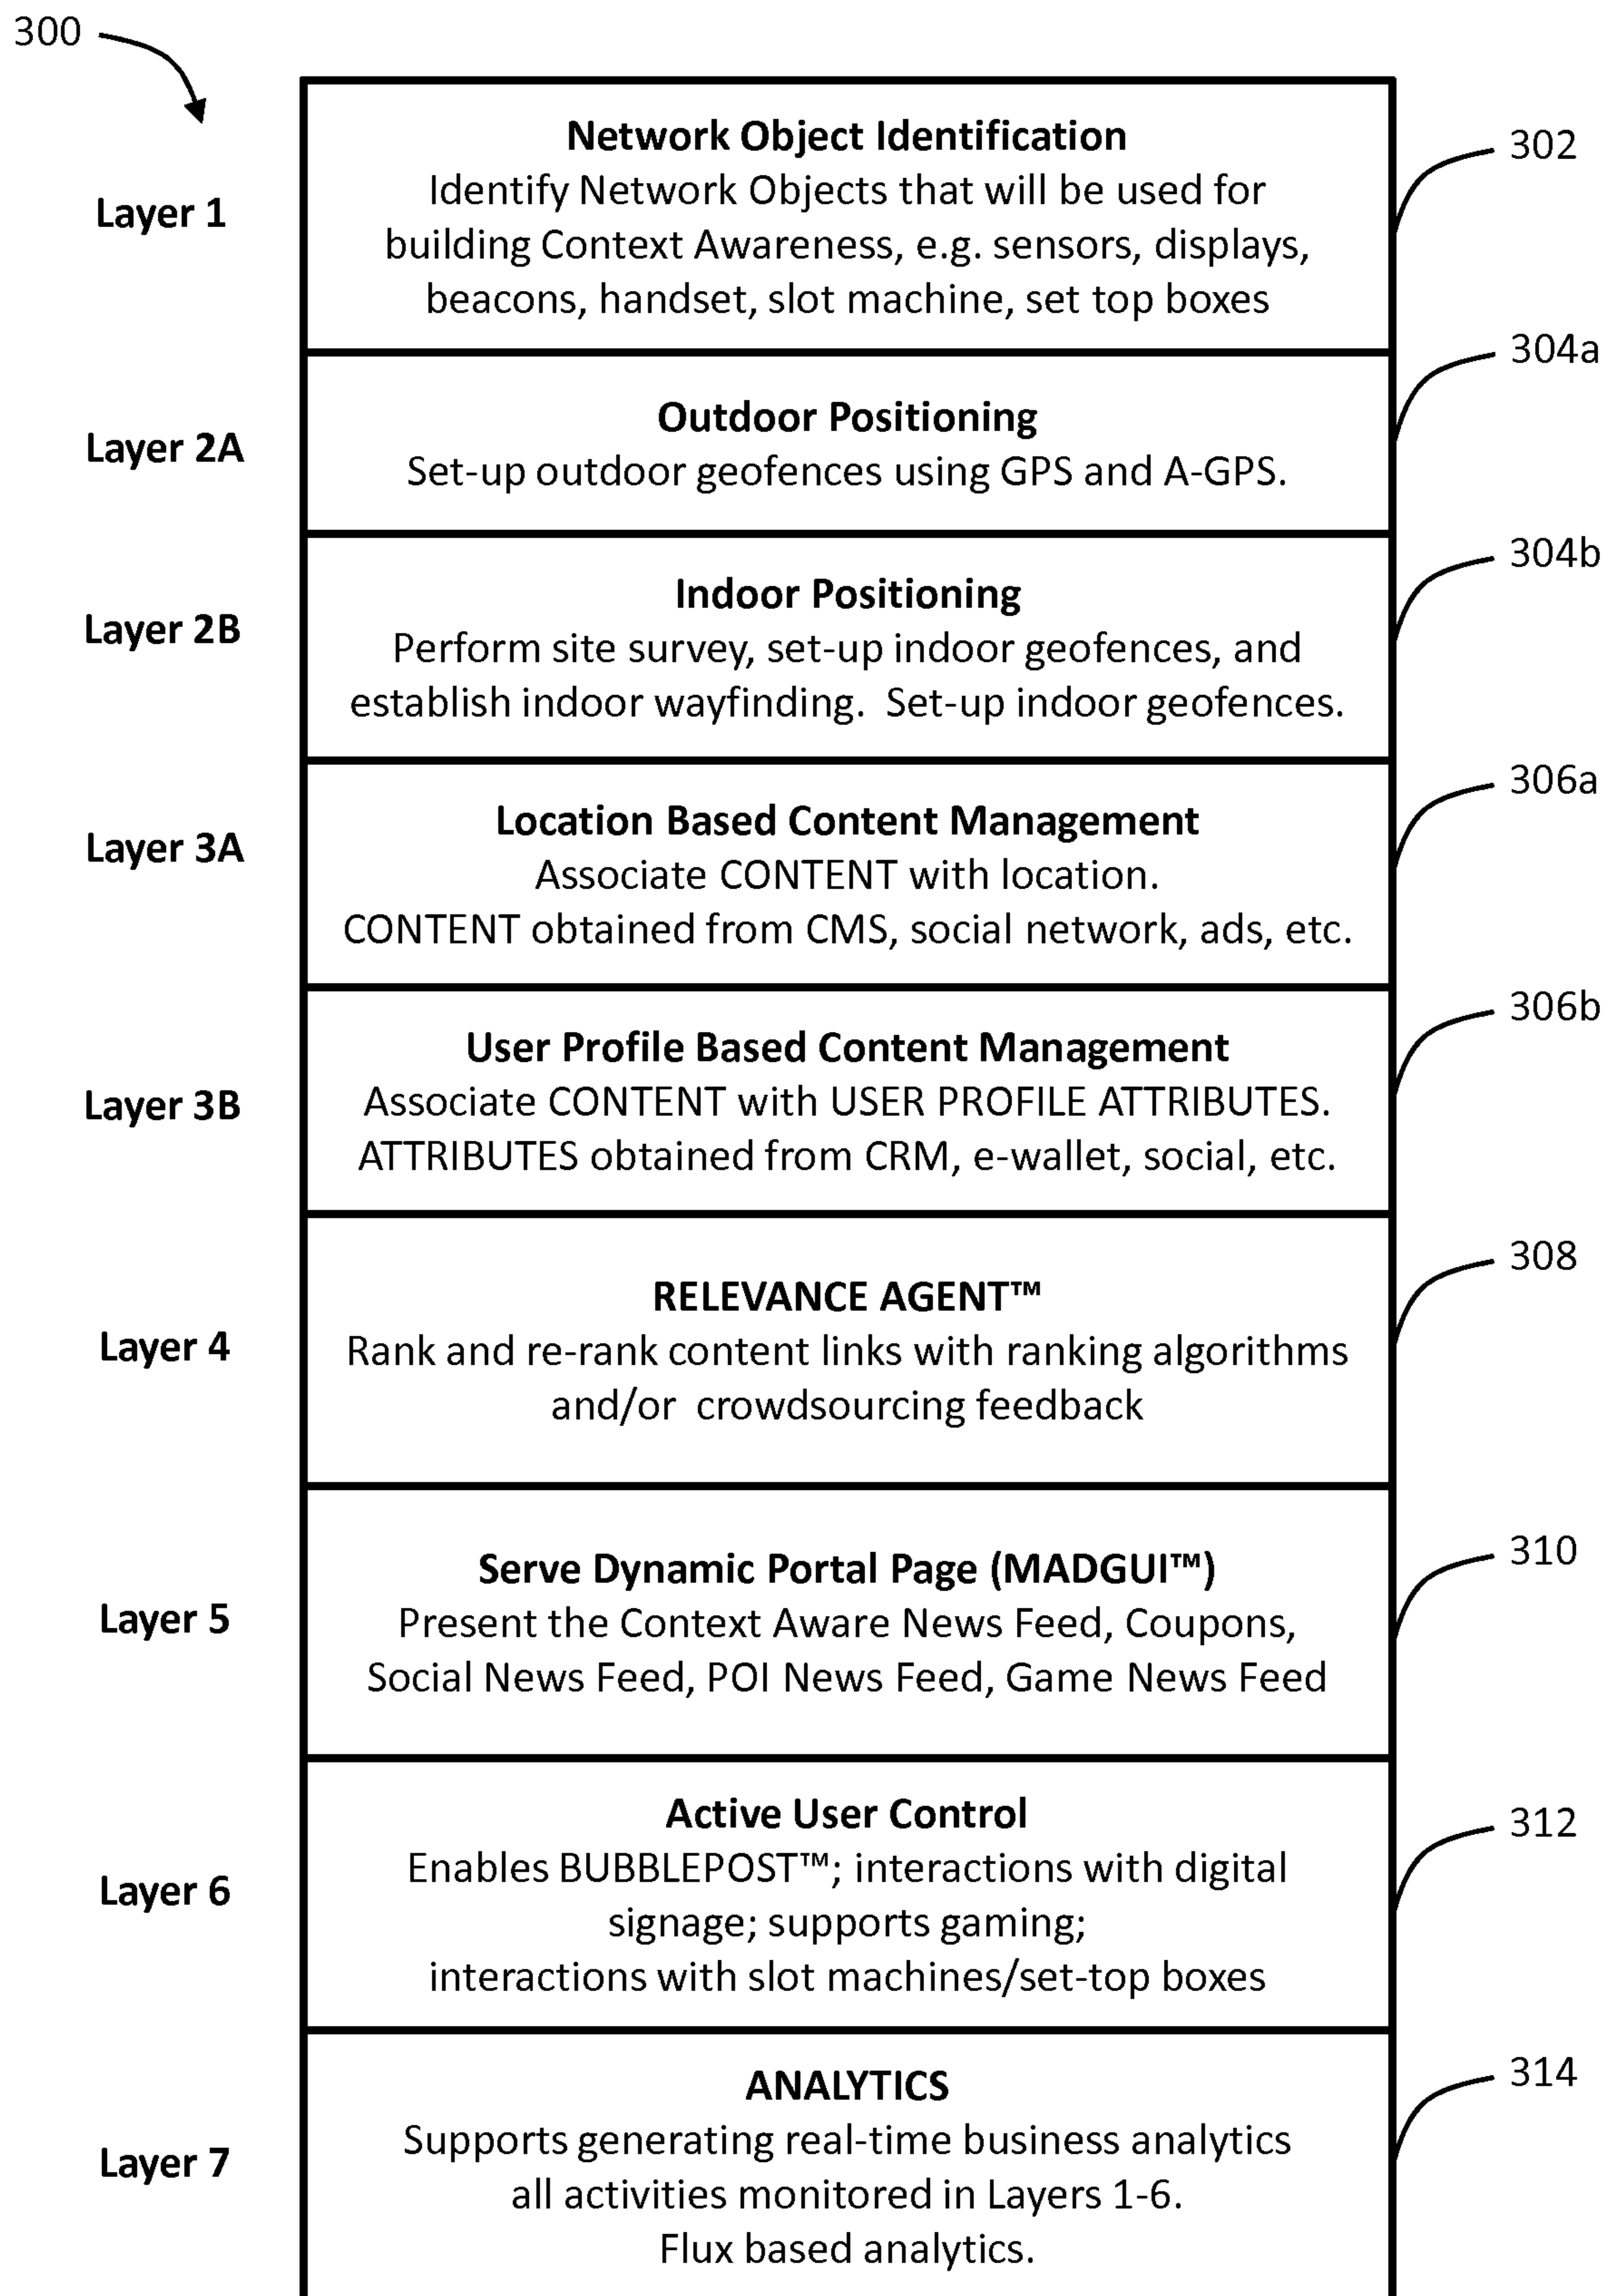 300
Network Object Identification
302
Layer 1
Identify Network Objects that will be used for
building Context Awareness, e.g. sensors, displays,
beacons, handset, slot machine, set top boxes
304a
Outdoor Positioning
Layer 2A
Set-up outdoor geofences using GPS and A-GPS.
304b
Indoor Positioning
Layer 2B
Perform site survey, set-up indoor geofences, and
establish indoor wayfinding.  Set-up indoor geofences.
306a
Location Based Content Management
Layer 3A
Associate CONTENT with location.
CONTENT obtained from CMS, social network, ads, etc.
306b
User Profile Based Content Management
Layer 3B
Associate CONTENT with USER PROFILE ATTRIBUTES.
ATTRIBUTES obtained from CRM, e-wallet, social, etc.
308
RELEVANCE AGENT™
Layer 4
Rank and re-rank content links with ranking algorithms
and/or  crowdsourcing feedback
310
Serve Dynamic Portal Page (MADGUI™)
Layer 5
Present the Context Aware News Feed, Coupons,
Social News Feed, POI News Feed, Game News Feed
312
Active User Control
Layer 6
Enables BUBBLEPOST™; interactions with digital
signage; supports gaming;
interactions with slot machines/set-top boxes
314
ANALYTICS
Layer 7
Supports generating real-time business analytics
all activities monitored in Layers 1-6.
Flux based analytics.